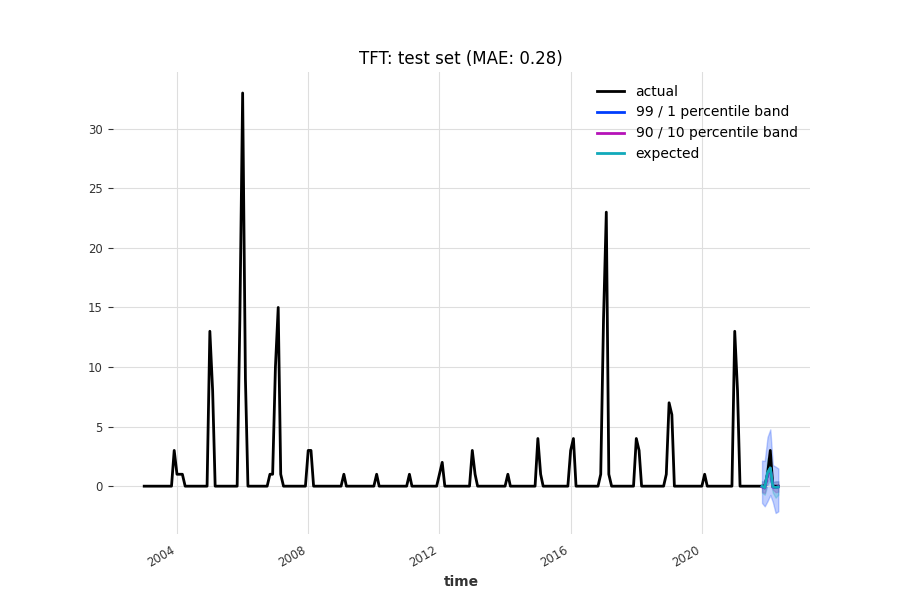 TFT: test set (MAE: 0.28)
actual
99 / 1 percentile band
90 / 10 percentile band
expected
30
25
20
15
10
5
0
2004
2008
2012
2016
2020
time